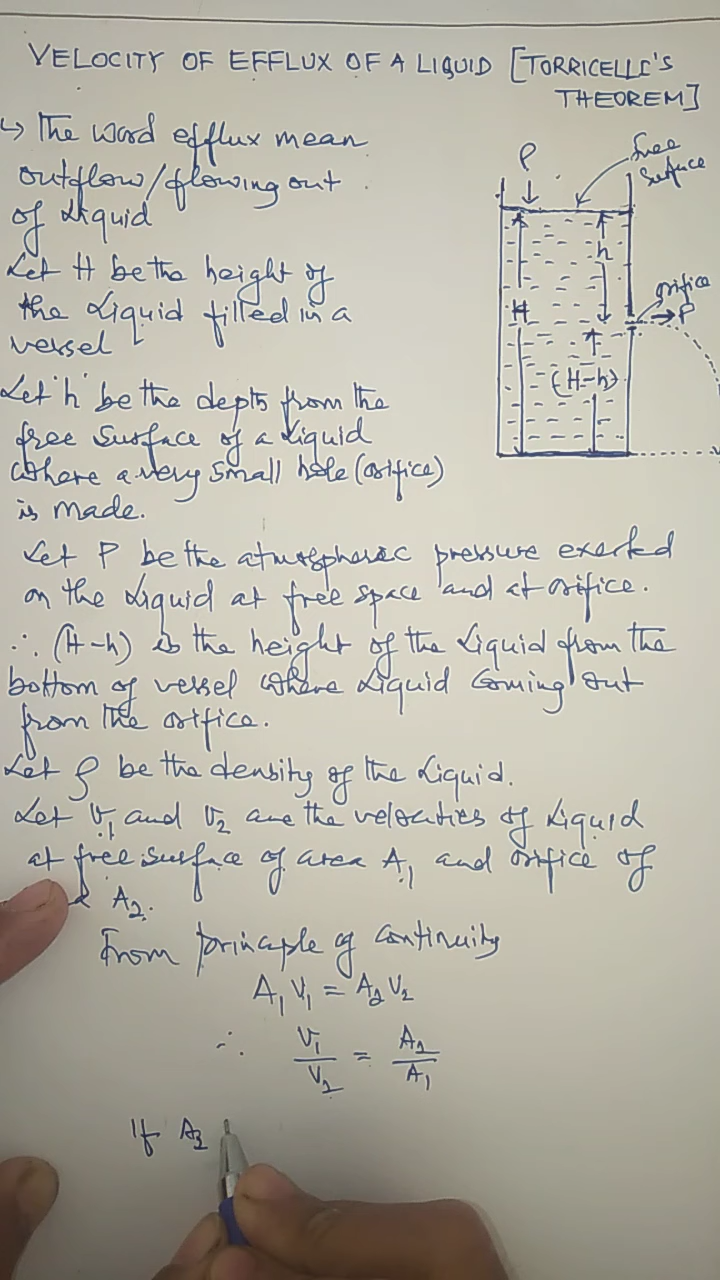 VELOCITY OF EFFLUX OF A LIQUID [TORRICELLI'S
THEOREM]
↳ The word efflux mean
outflow/flowing out
of Liquid
Let H be the height of
the Liquid filled in a
vessel
Let 'h' be the depth from the
free surface of a Liquid
where a very small hole (orifice)
is made.
P
free
surface
h
H
orifice
P
(H-h)
Let P be the atmospheric pressure exerted
on the Liquid at free space and at orifice.
∴ (H-h) is the height of the Liquid from the
bottom of vessel where Liquid Coming out
from the orifice.
Let ρ be the density of the Liquid.
Let V₁ and V₂ are the velocities of Liquid
at free surface of area A₁ and orifice of
A₂.
From principle of Continuity
A₁ V₁ = A₂ V₂
∴ V₁/V₂ = A₂/A₁
If A₂